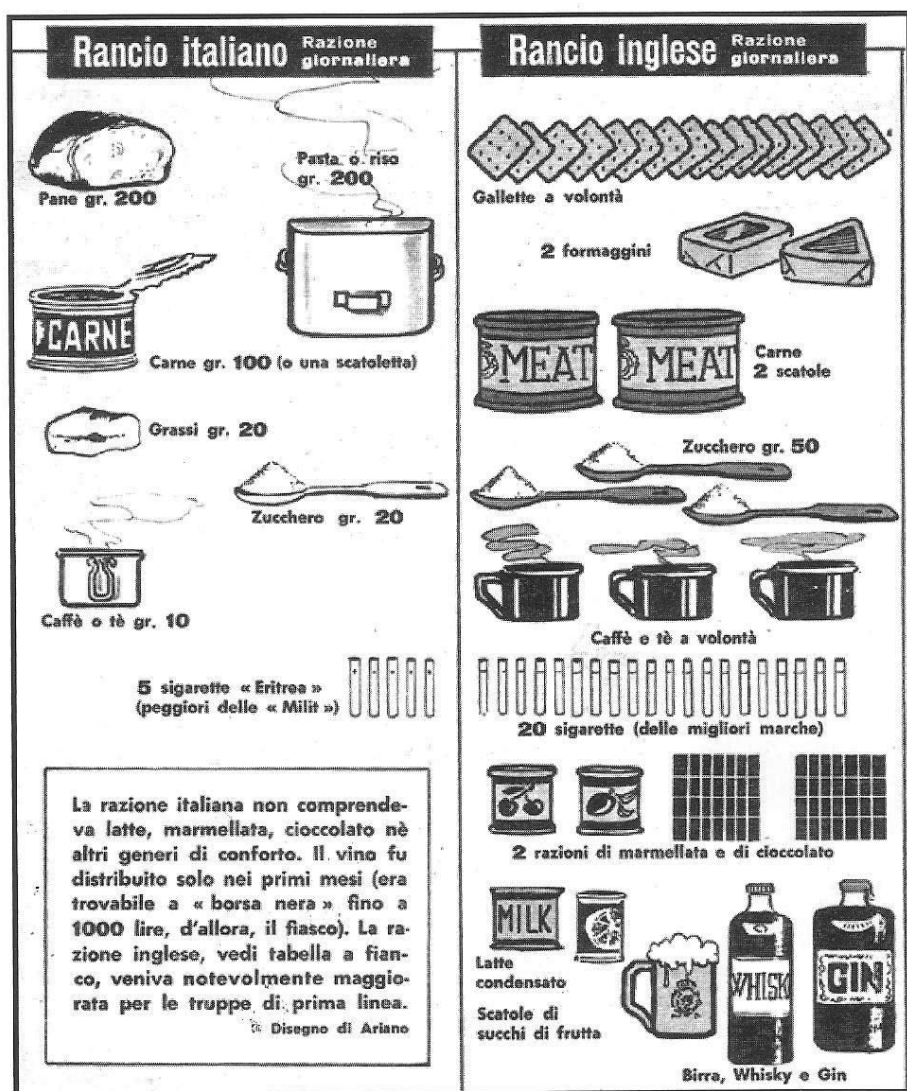 Rancio italiano Razione giornaliera
Pane gr. 200
Pasta o riso
gr. 200
CARNE
Carne gr. 100 (o una scatoletta)
Grassi gr. 20
Zucchero gr. 20
Caffè o tè gr. 10
5 sigarette « Eritrea »
(peggiori delle « Milit »)
La razione italiana non comprende-
va latte, marmellata, cioccolato nè
altri generi di conforto. Il vino fu
distribuito solo nei primi mesi (era
trovabile a « borsa nera » fino a
1000 lire, d'allora, il fiasco). La ra-
zione inglese, vedi tabella a fian-
co, veniva notevolmente maggio-
rata per le truppe di prima linea.
Disegno di Ariano
Rancio inglese Razione giornaliera
Gallette a volontà
2 formaggini
MEAT MEAT
Carne
2 scatole
Zucchero gr. 50
Caffè e tè a volontà
20 sigarette (delle migliori marche)
2 razioni di marmellata e di cioccolato
MILK
Latte
condensato
Scatole di
succhi di frutta
WHISK
GIN
Birra, Whisky e Gin